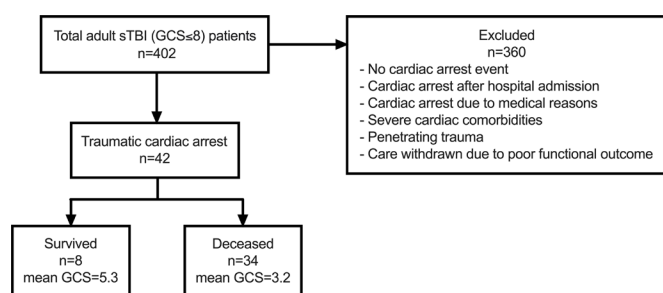 Total adult sTBI (GCS≤8) patients
n=402
Excluded
n=360
- No cardiac arrest event
- Cardiac arrest after hospital admission
- Cardiac arrest due to medical reasons
- Severe cardiac comorbidities
- Penetrating trauma
- Care withdrawn due to poor functional outcome
Traumatic cardiac arrest
n=42
Survived
n=8
mean GCS=5.3
Deceased
n=34
mean GCS=3.2